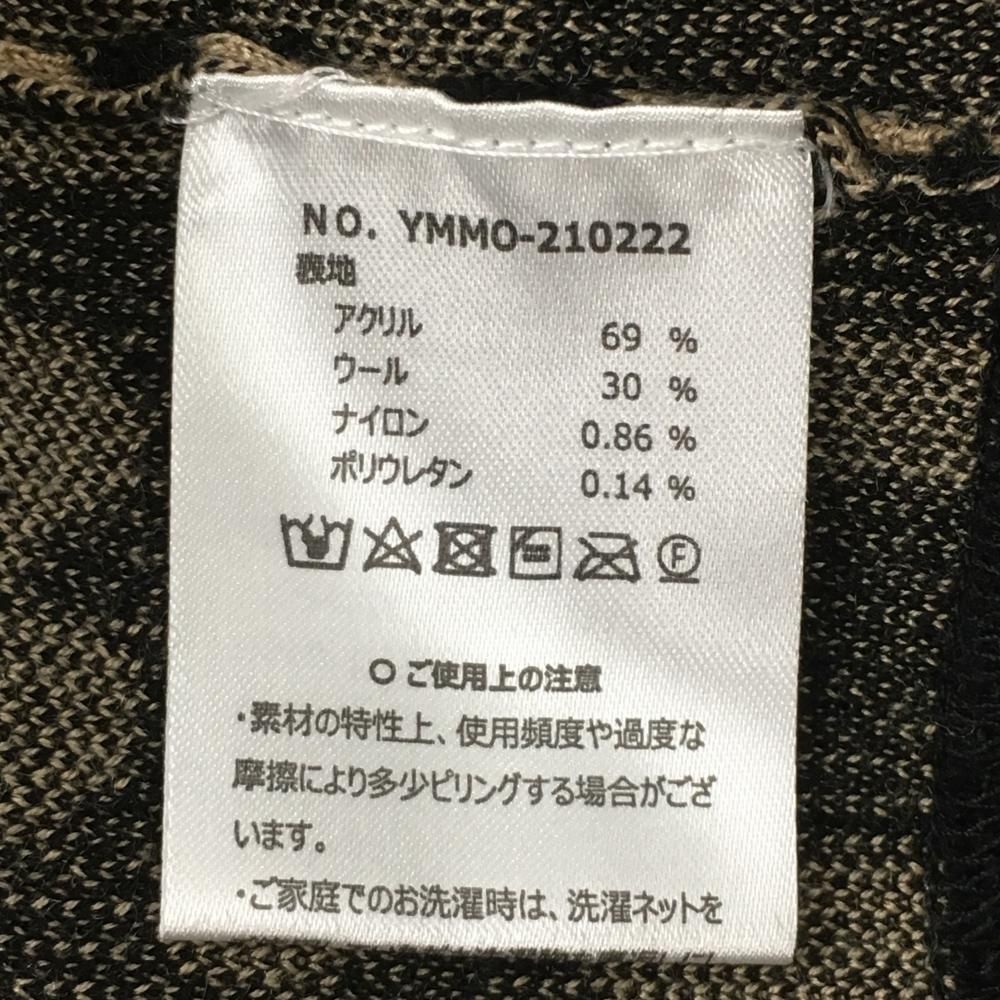 NO. YMMO-210222
表地
アクリル 69 %
ウール 30 %
ナイロン 0.86 %
ポリウレタン 0.14 %
F
○ ご使用上の注意
・素材の特性上、使用頻度や過度な
摩擦により多少ピリングする場合がござ
います。
・ご家庭でのお洗濯時は、洗濯ネットを